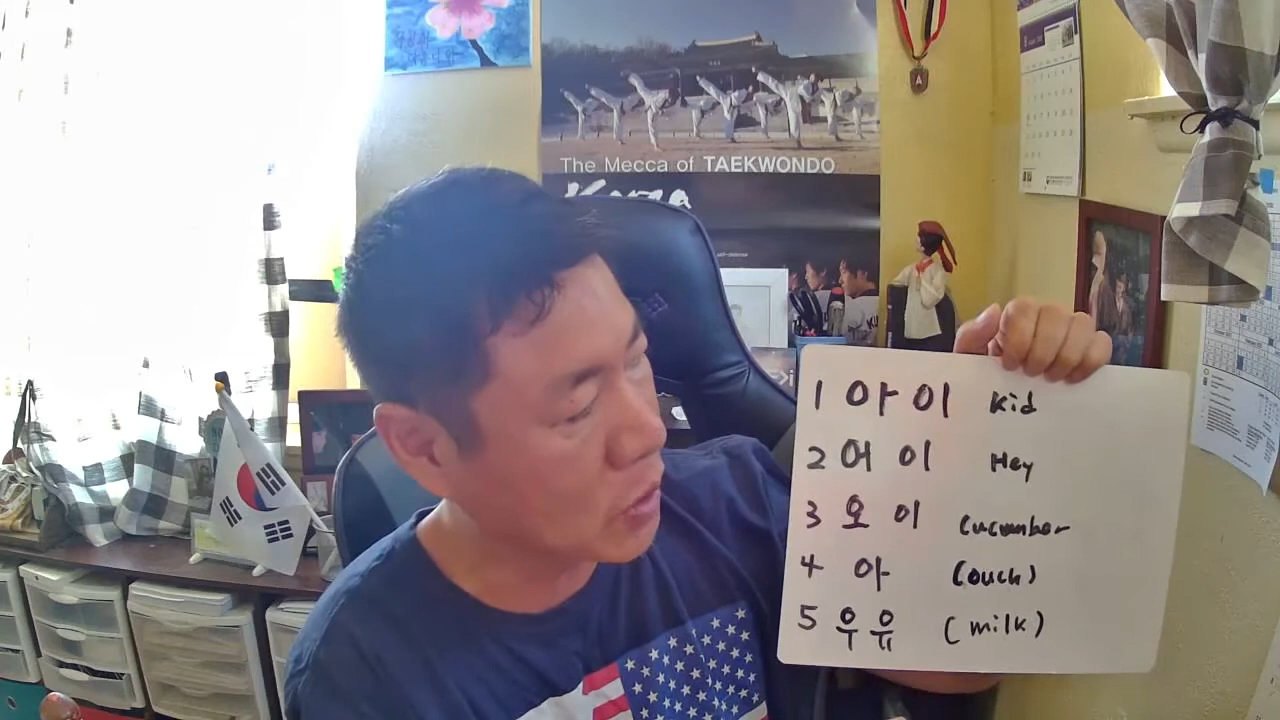 The Mecca of TAEKWONDO
1 아이 Kid
2 어이 Hey
3 오이 Cucumber
4 아 (ouch)
5 우유 (milk)